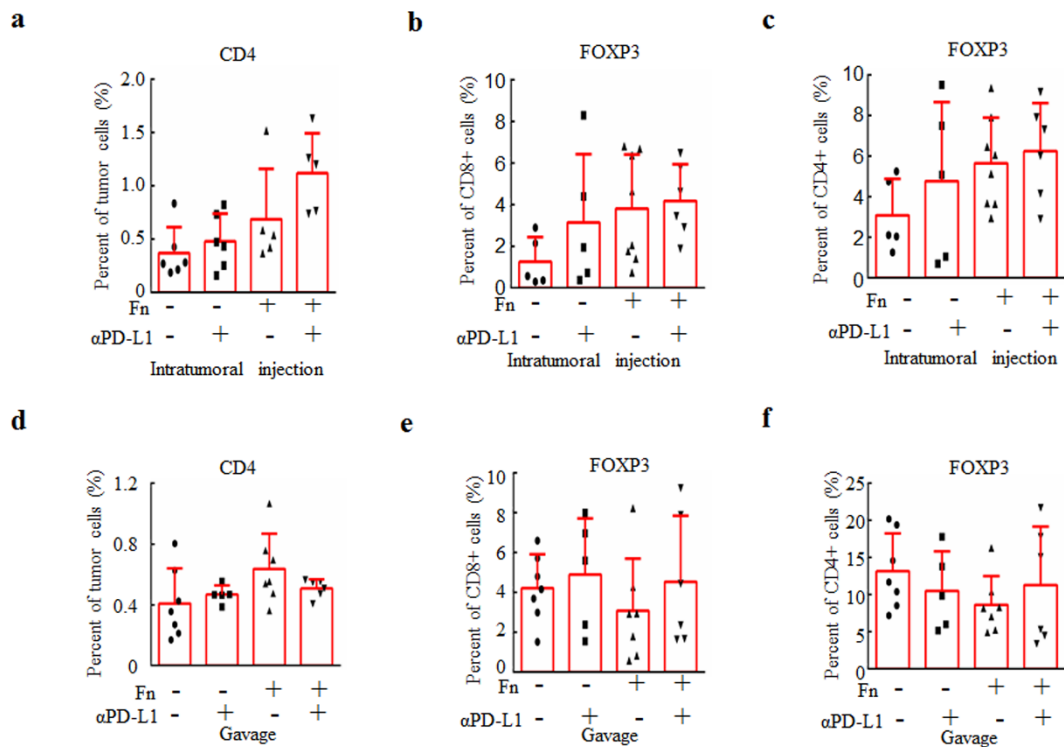 a
CD4
Percent of tumor cells (%)
2.0
1.5
1.0
0.5
0
Fn - - + +
αPD-L1 - + - +
Intratumoral injection
b
FOXP3
Percent of CD8+ cells (%)
10
8
6
4
2
0
Fn - - + +
αPD-L1 - + - +
Intratumoral injection
c
FOXP3
Percent of CD4+ cells (%)
10
8
6
4
2
0
Fn - - + +
αPD-L1 - + - +
Intratumoral injection
d
CD4
Percent of tumor cells (%)
1.2
0.8
0.4
0
Fn - - + +
αPD-L1 - + - +
Gavage
e
FOXP3
Percent of CD8+ cells (%)
10
8
6
4
2
0
Fn - - + +
αPD-L1 - + - +
Gavage
f
FOXP3
Percent of CD4+ cells (%)
25
20
15
10
5
0
Fn - - + +
αPD-L1 - + - +
Gavage